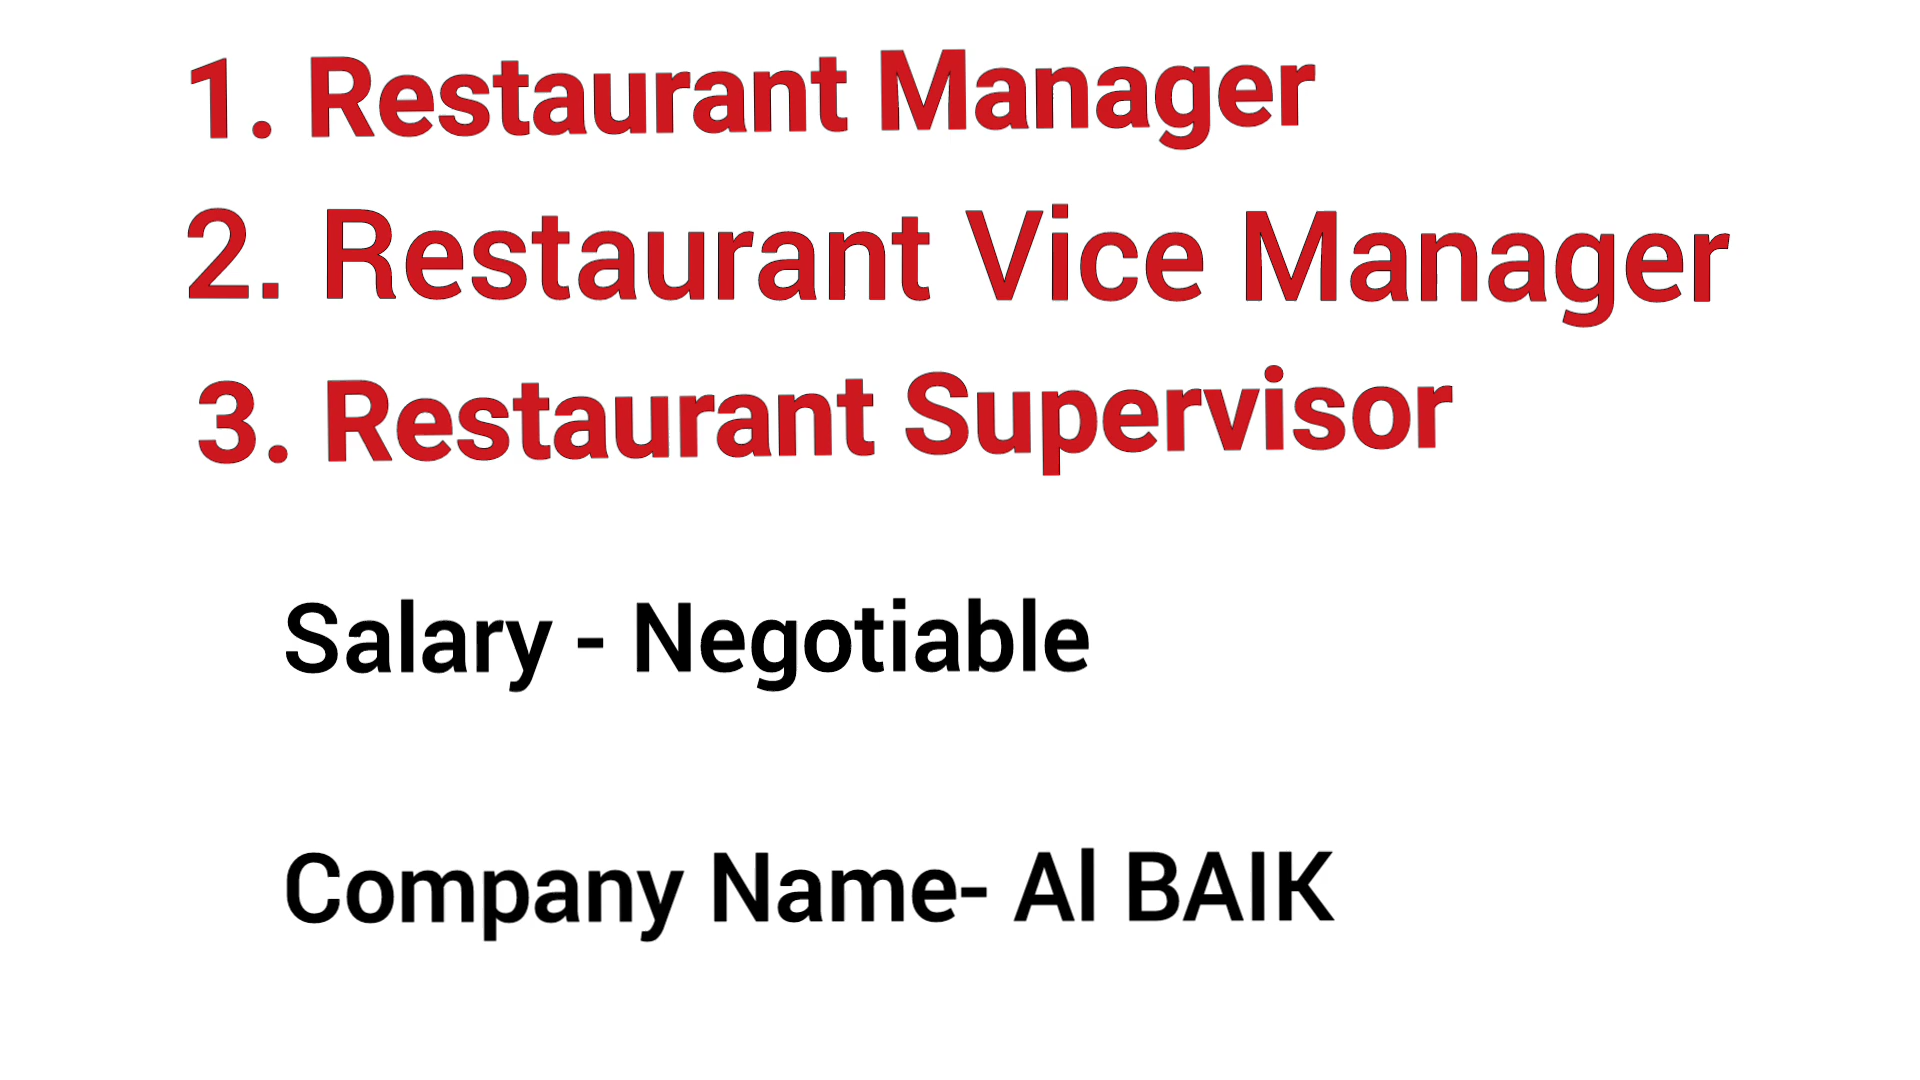 1. Restaurant Manager
2. Restaurant Vice Manager
3. Restaurant Supervisor
Salary - Negotiable
Company Name- Al BAIK